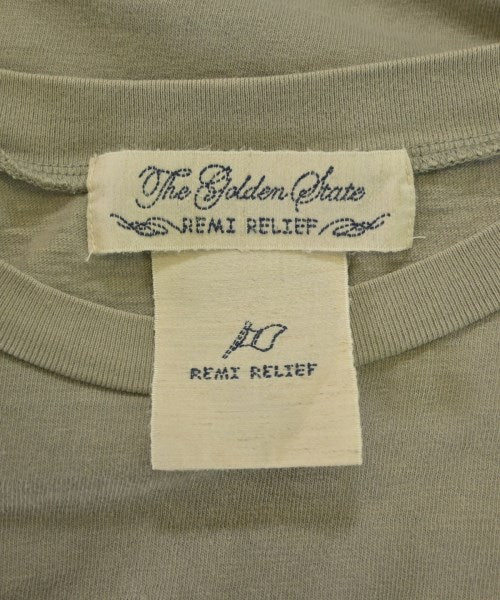 The Golden State
REMI RELIEF
REMI RELIEF